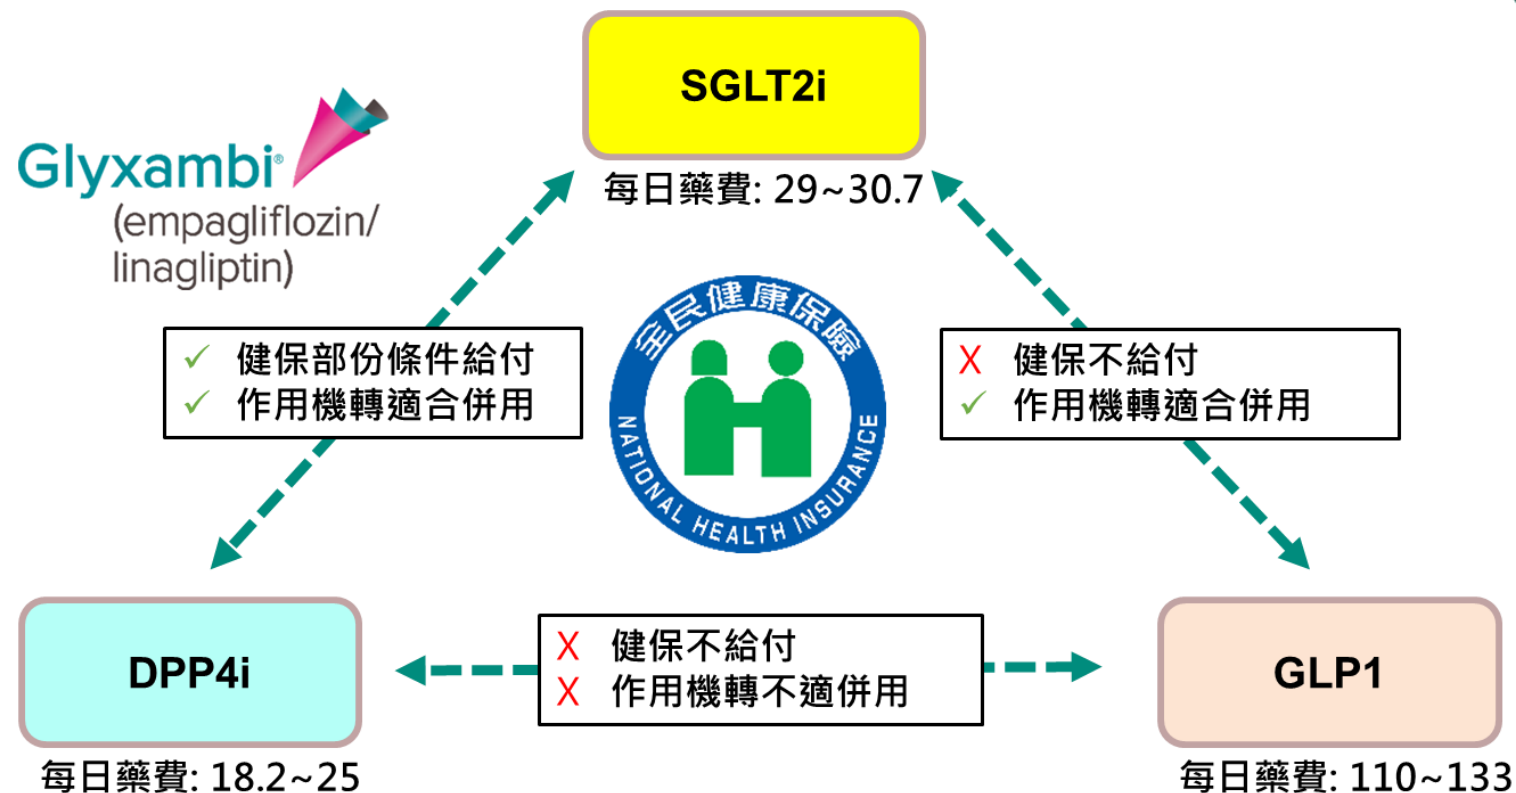 SGLT2i
每日藥費: 29~30.7
Glyxambi®
(empagliflozin/
linagliptin)
✓ 健保部份條件給付
✓ 作用機轉適合併用
全民健康保險
NATIONAL HEALTH INSURANCE
X 健保不給付
✓ 作用機轉適合併用
DPP4i
每日藥費: 18.2~25
X 健保不給付
X 作用機轉不適併用
GLP1
每日藥費: 110~133